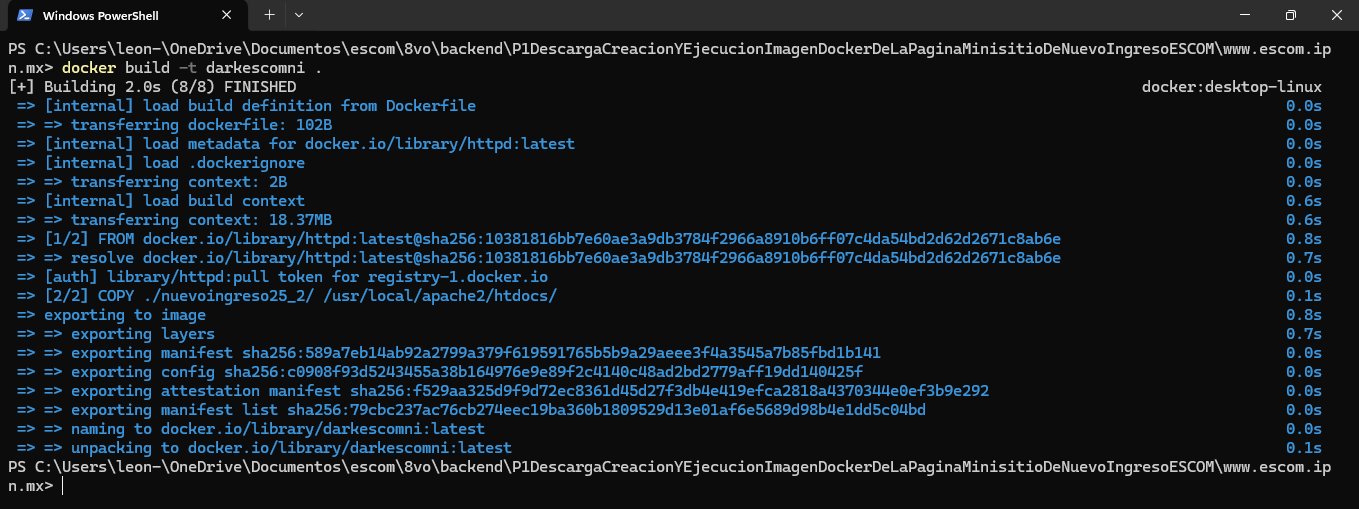 Windows PowerShell
PS C:\Users\leon-\OneDrive\Documentos\escom\8vo\backend\P1DescargaCreacionYEjecucionImagenDockerDeLaPaginaMinisitioDeNuevoIngresoESCOM\www.escom.ip
n.mx> docker build -t darkescomni .
[+] Building 2.0s (8/8) FINISHED docker:desktop-linux
=> [internal] load build definition from Dockerfile 0.0s
=> => transferring dockerfile: 102B 0.0s
=> [internal] load metadata for docker.io/library/httpd:latest 0.0s
=> [internal] load .dockerignore 0.0s
=> => transferring context: 2B 0.0s
=> [internal] load build context 0.6s
=> => transferring context: 18.37MB 0.6s
=> [1/2] FROM docker.io/library/httpd:latest@sha256:10381816bb7e60ae3a9db3784f2966a8910b6ff07c4da54bd2d62d2671c8ab6e 0.8s
=> => resolve docker.io/library/httpd:latest@sha256:10381816bb7e60ae3a9db3784f2966a8910b6ff07c4da54bd2d62d2671c8ab6e 0.7s
=> [auth] library/httpd:pull token for registry-1.docker.io 0.0s
=> [2/2] COPY ./nuevoingreso25_2/ /usr/local/apache2/htdocs/ 0.1s
=> exporting to image 0.8s
=> => exporting layers 0.7s
=> => exporting manifest sha256:589a7eb14ab92a2799a379f619591765b5b9a29aeee3f4a3545a7b85fbd1b141 0.0s
=> => exporting config sha256:c0908f93d5243455a38b164976e9e89f2c4140c48ad2bd2779aff19dd140425f 0.0s
=> => exporting attestation manifest sha256:f529aa325d9f9d72ec8361d45d27f3db4e419efca2818a4370344e0ef3b9e292 0.0s
=> => exporting manifest list sha256:79cbc237ac76cb274eec19ba360b1809529d13e01af6e5689d98b4e1dd5c04bd 0.0s
=> => naming to docker.io/library/darkescomni:latest 0.0s
=> => unpacking to docker.io/library/darkescomni:latest 0.1s
PS C:\Users\leon-\OneDrive\Documentos\escom\8vo\backend\P1DescargaCreacionYEjecucionImagenDockerDeLaPaginaMinisitioDeNuevoIngresoESCOM\www.escom.ip
n.mx>